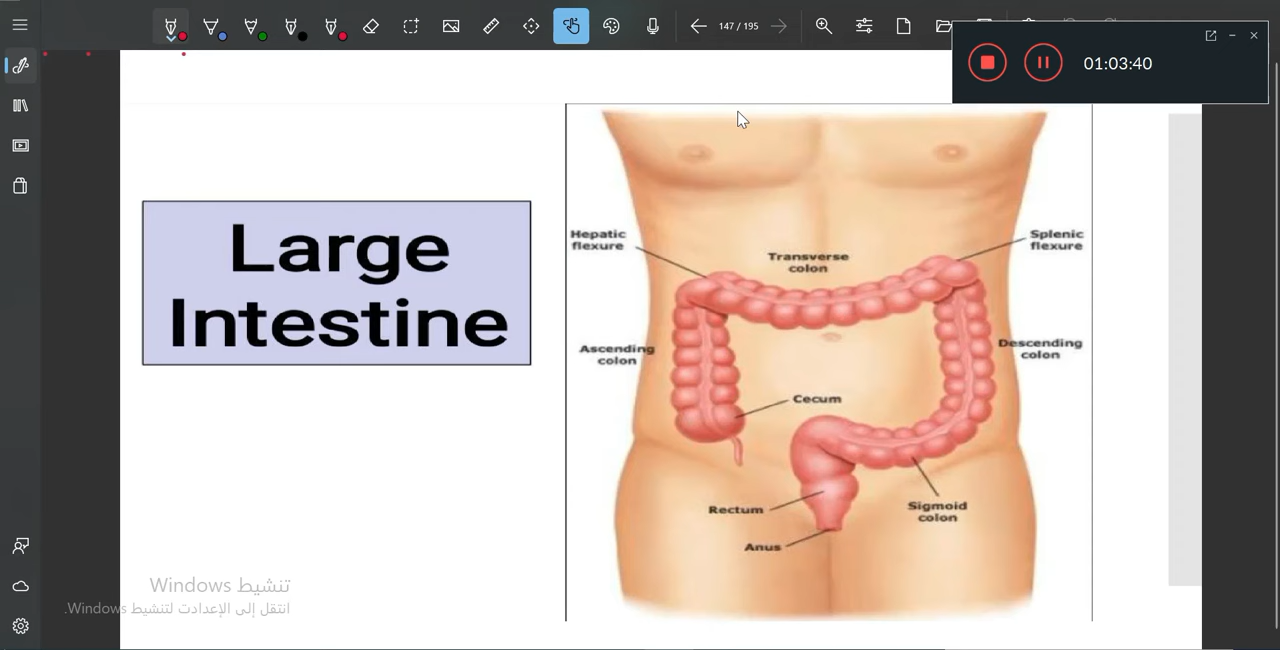 147 / 195
01:03:40
Large
Intestine
Hepatic
flexure
Transverse
colon
Splenic
flexure
Ascending
colon
Descending
colon
Cecum
Rectum
Sigmoid
colon
Anus
تنشيط Windows
انتقل إلى الإعدادت لتنشيط Windows.